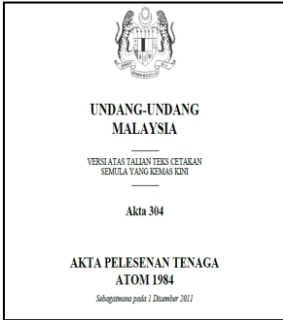 UNDANG-UNDANG
MALAYSIA
VERSI ATAS TALIAN TEKS CETAKAN
SEMULA YANG KEMAS KINI
Akta 304
AKTA PELESENAN TENAGA
ATOM 1984
Sebagaimana pada 1 Disember 2011